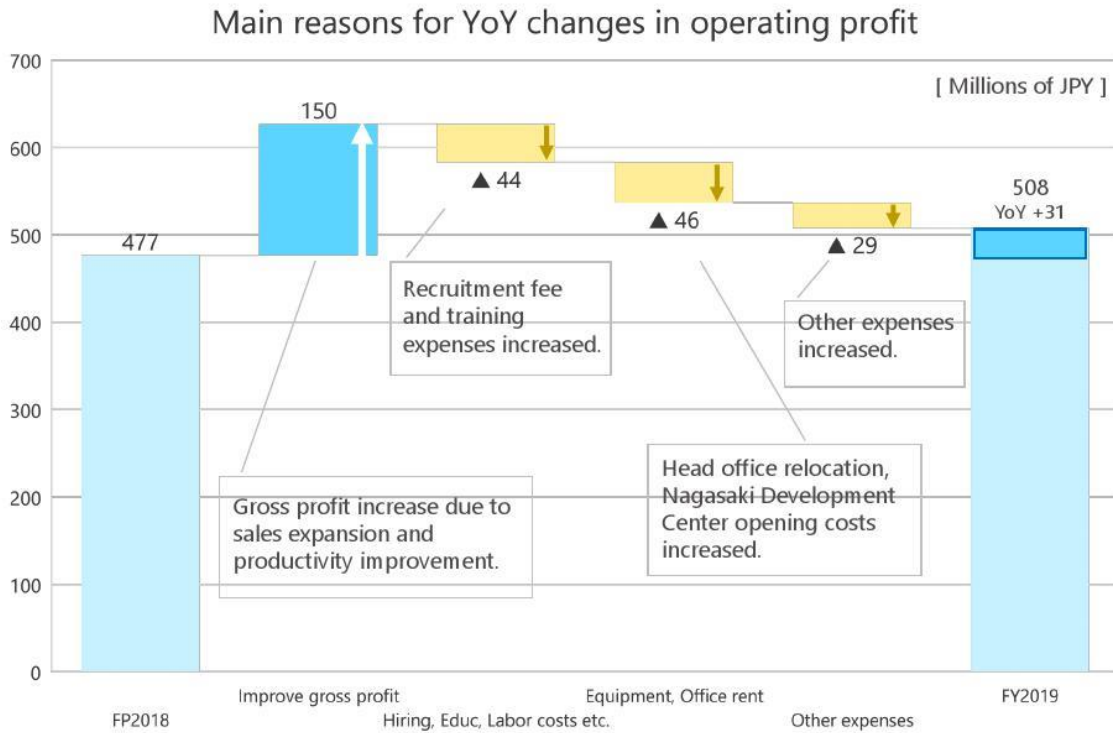 Main reasons for YoY changes in operating profit
[ Millions of JPY ]
700
600
500
400
300
200
100
0
477
150
▲ 44
▲ 46
▲ 29
508
YoY +31
Recruitment fee
and training
expenses increased.
Other expenses
increased.
Gross profit increase due to
sales expansion and
productivity improvement.
Head office relocation,
Nagasaki Development
Center opening costs
increased.
FP2018
Improve gross profit
Hiring, Educ, Labor costs etc.
Equipment, Office rent
Other expenses
FY2019